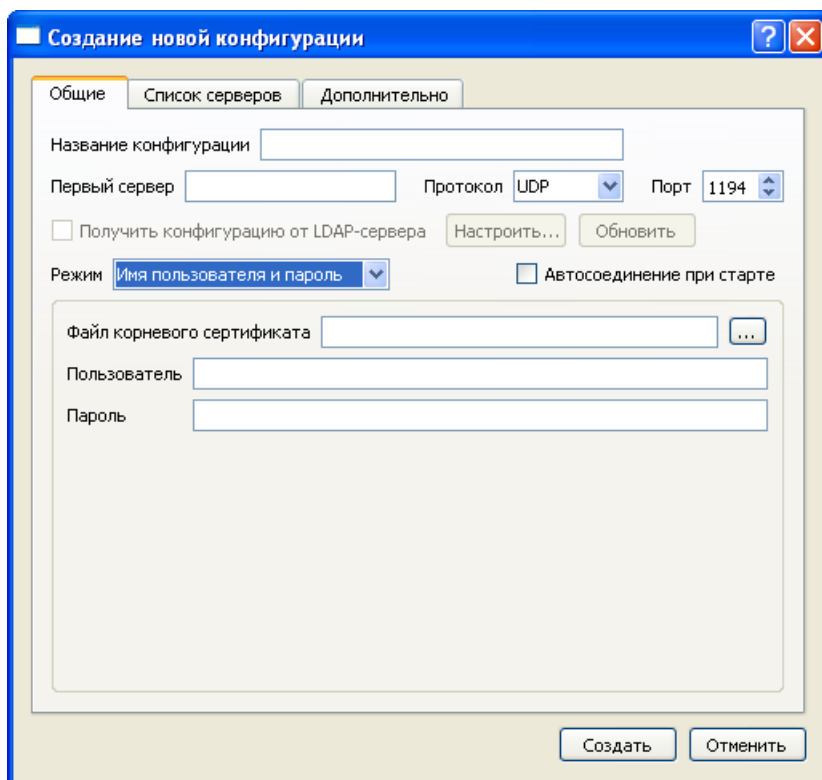 Создание новой конфигурации
Общие Список серверов Дополнительно
Название конфигурации
Первый сервер Протокол UDP Порт 1194
Получить конфигурацию от LDAP-сервера Настроить... Обновить
Режим Имя пользователя и пароль Автосоединение при старте
Файл корневого сертификата ...
Пользователь
Пароль
Создать Отменить